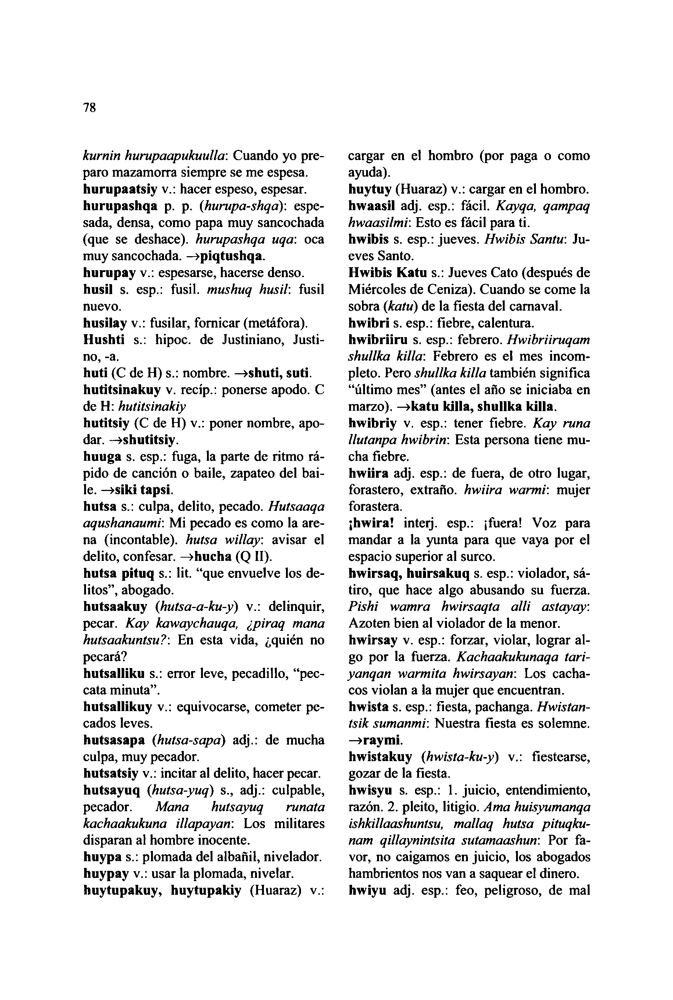 78
kurnin hurupaapukuulla: Cuando yo pre-
paro mazamorra siempre se me espesa.
hurupaatsiy v.: hacer espeso, espesar.
hurupashqa p. p. (hurupa-shqa): espe-
sada, densa, como papa muy sancochada
(que se deshace). hurupashqa uqa: oca
muy sancochada. →piqtushqa.
hurupay v.: espesarse, hacerse denso.
husil s. esp.: fusil. mushuq husil: fusil
nuevo.
husilay v.: fusilar, fornicar (metáfora).
Hushti s.: hipoc. de Justiniano, Justi-
no, -a.
huti (C de H) s.: nombre. →shuti, suti.
hutitsinakuy v. recíp.: ponerse apodo. C
de H: hutitsinakiy
hutitsiy (C de H) v.: poner nombre, apo-
dar. →shutitsiy.
huuga s. esp.: fuga, la parte de ritmo rá-
pido de canción o baile, zapateo del bai-
le. →siki tapsi.
hutsa s.: culpa, delito, pecado. Hutsaaqa
aqushanaumi: Mi pecado es como la are-
na (incontable). hutsa willay: avisar el
delito, confesar. →hucha (Q II).
hutsa pituq s.: lit. “que envuelve los de-
litos”, abogado.
hutsaakuy (hutsa-a-ku-y) v.: delinquir,
pecar. Kay kawaychauqa, ¿piraq mana
hutsaakuntsu?: En esta vida, ¿quién no
pecará?
hutsalliku s.: error leve, pecadillo, “pec-
cata minuta”.
hutsallikuy v.: equivocarse, cometer pe-
cados leves.
hutsasapa (hutsa-sapa) adj.: de mucha
culpa, muy pecador.
hutsatsiy v.: incitar al delito, hacer pecar.
hutsayuq (hutsa-yuq) s., adj.: culpable,
pecador. Mana hutsayuq runata
kachaakukuna illapayan: Los militares
disparan al hombre inocente.
huypa s.: plomada del albañil, nivelador.
huypay v.: usar la plomada, nivelar.
huytupakuy, huytupakiy (Huaraz) v.:
cargar en el hombro (por paga o como
ayuda).
huytuy (Huaraz) v.: cargar en el hombro.
hwaasil adj. esp.: fácil. Kayqa, qampaq
hwaasilmi: Esto es fácil para ti.
hwibis s. esp.: jueves. Hwibis Santu: Ju-
eves Santo.
Hwibis Katu s.: Jueves Cato (después de
Miércoles de Ceniza). Cuando se come la
sobra (katu) de la fiesta del carnaval.
hwibri s. esp.: fiebre, calentura.
hwibriiru s. esp.: febrero. Hwibriiruqam
shullka killa: Febrero es el mes incom-
pleto. Pero shullka killa también significa
“último mes” (antes el año se iniciaba en
marzo). →katu killa, shullka killa.
hwibriy v. esp.: tener fiebre. Kay runa
llutanpa hwibrin: Esta persona tiene mu-
cha fiebre.
hwiira adj. esp.: de fuera, de otro lugar,
forastero, extraño. hwiira warmi: mujer
forastera.
¡hwira! interj. esp.: ¡fuera! Voz para
mandar a la yunta para que vaya por el
espacio superior al surco.
hwirsaq, huirsakuq s. esp.: violador, sá-
tiro, que hace algo abusando su fuerza.
Pishi wamra hwirsaqta alli astayay:
Azoten bien al violador de la menor.
hwirsay v. esp.: forzar, violar, lograr al-
go por la fuerza. Kachaakukunaqa tari-
yanqan warmita hwirsayan: Los cacha-
cos violan a la mujer que encuentran.
hwista s. esp.: fiesta, pachanga. Hwistan-
tsik sumanmi: Nuestra fiesta es solemne.
→raymi.
hwistakuy (hwista-ku-y) v.: fiestearse,
gozar de la fiesta.
hwisyu s. esp.: 1. juicio, entendimiento,
razón. 2. pleito, litigio. Ama huisyumanqa
ishkillaashuntsu, mallaq hutsa pituqku-
nam qillaynintsita sutamaashun: Por fa-
vor, no caigamos en juicio, los abogados
hambrientos nos van a saquear el dinero.
hwiyu adj. esp.: feo, peligroso, de mal